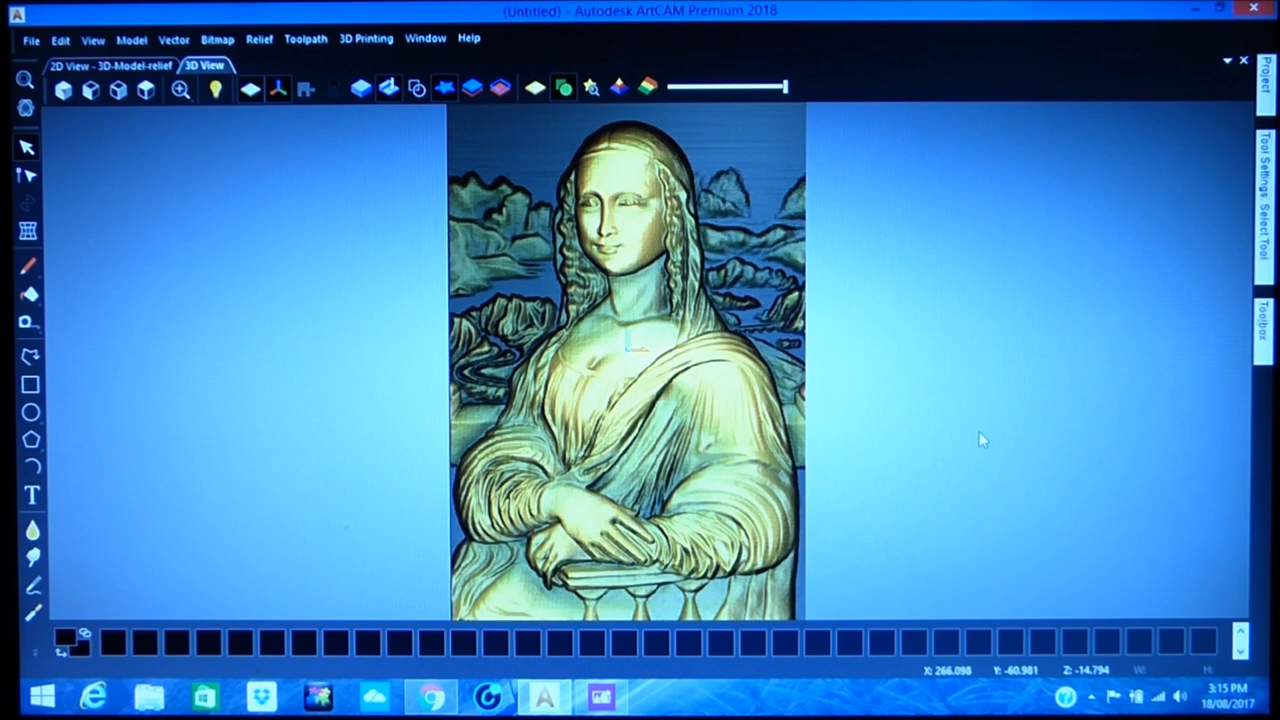 (Untitled) - Autodesk ArtCAM Premium 2018
File Edit View Model Vector Bitmap Relief Toolpath 3D Printing Window Help
2D View - 3D-Model-relief 3D View
Project
Tool Settings: Select Tool
Toolbox
T
X: 266.098 Y: -60.981 Z: -14.794 W: H:
3:15 PM
18/08/2017